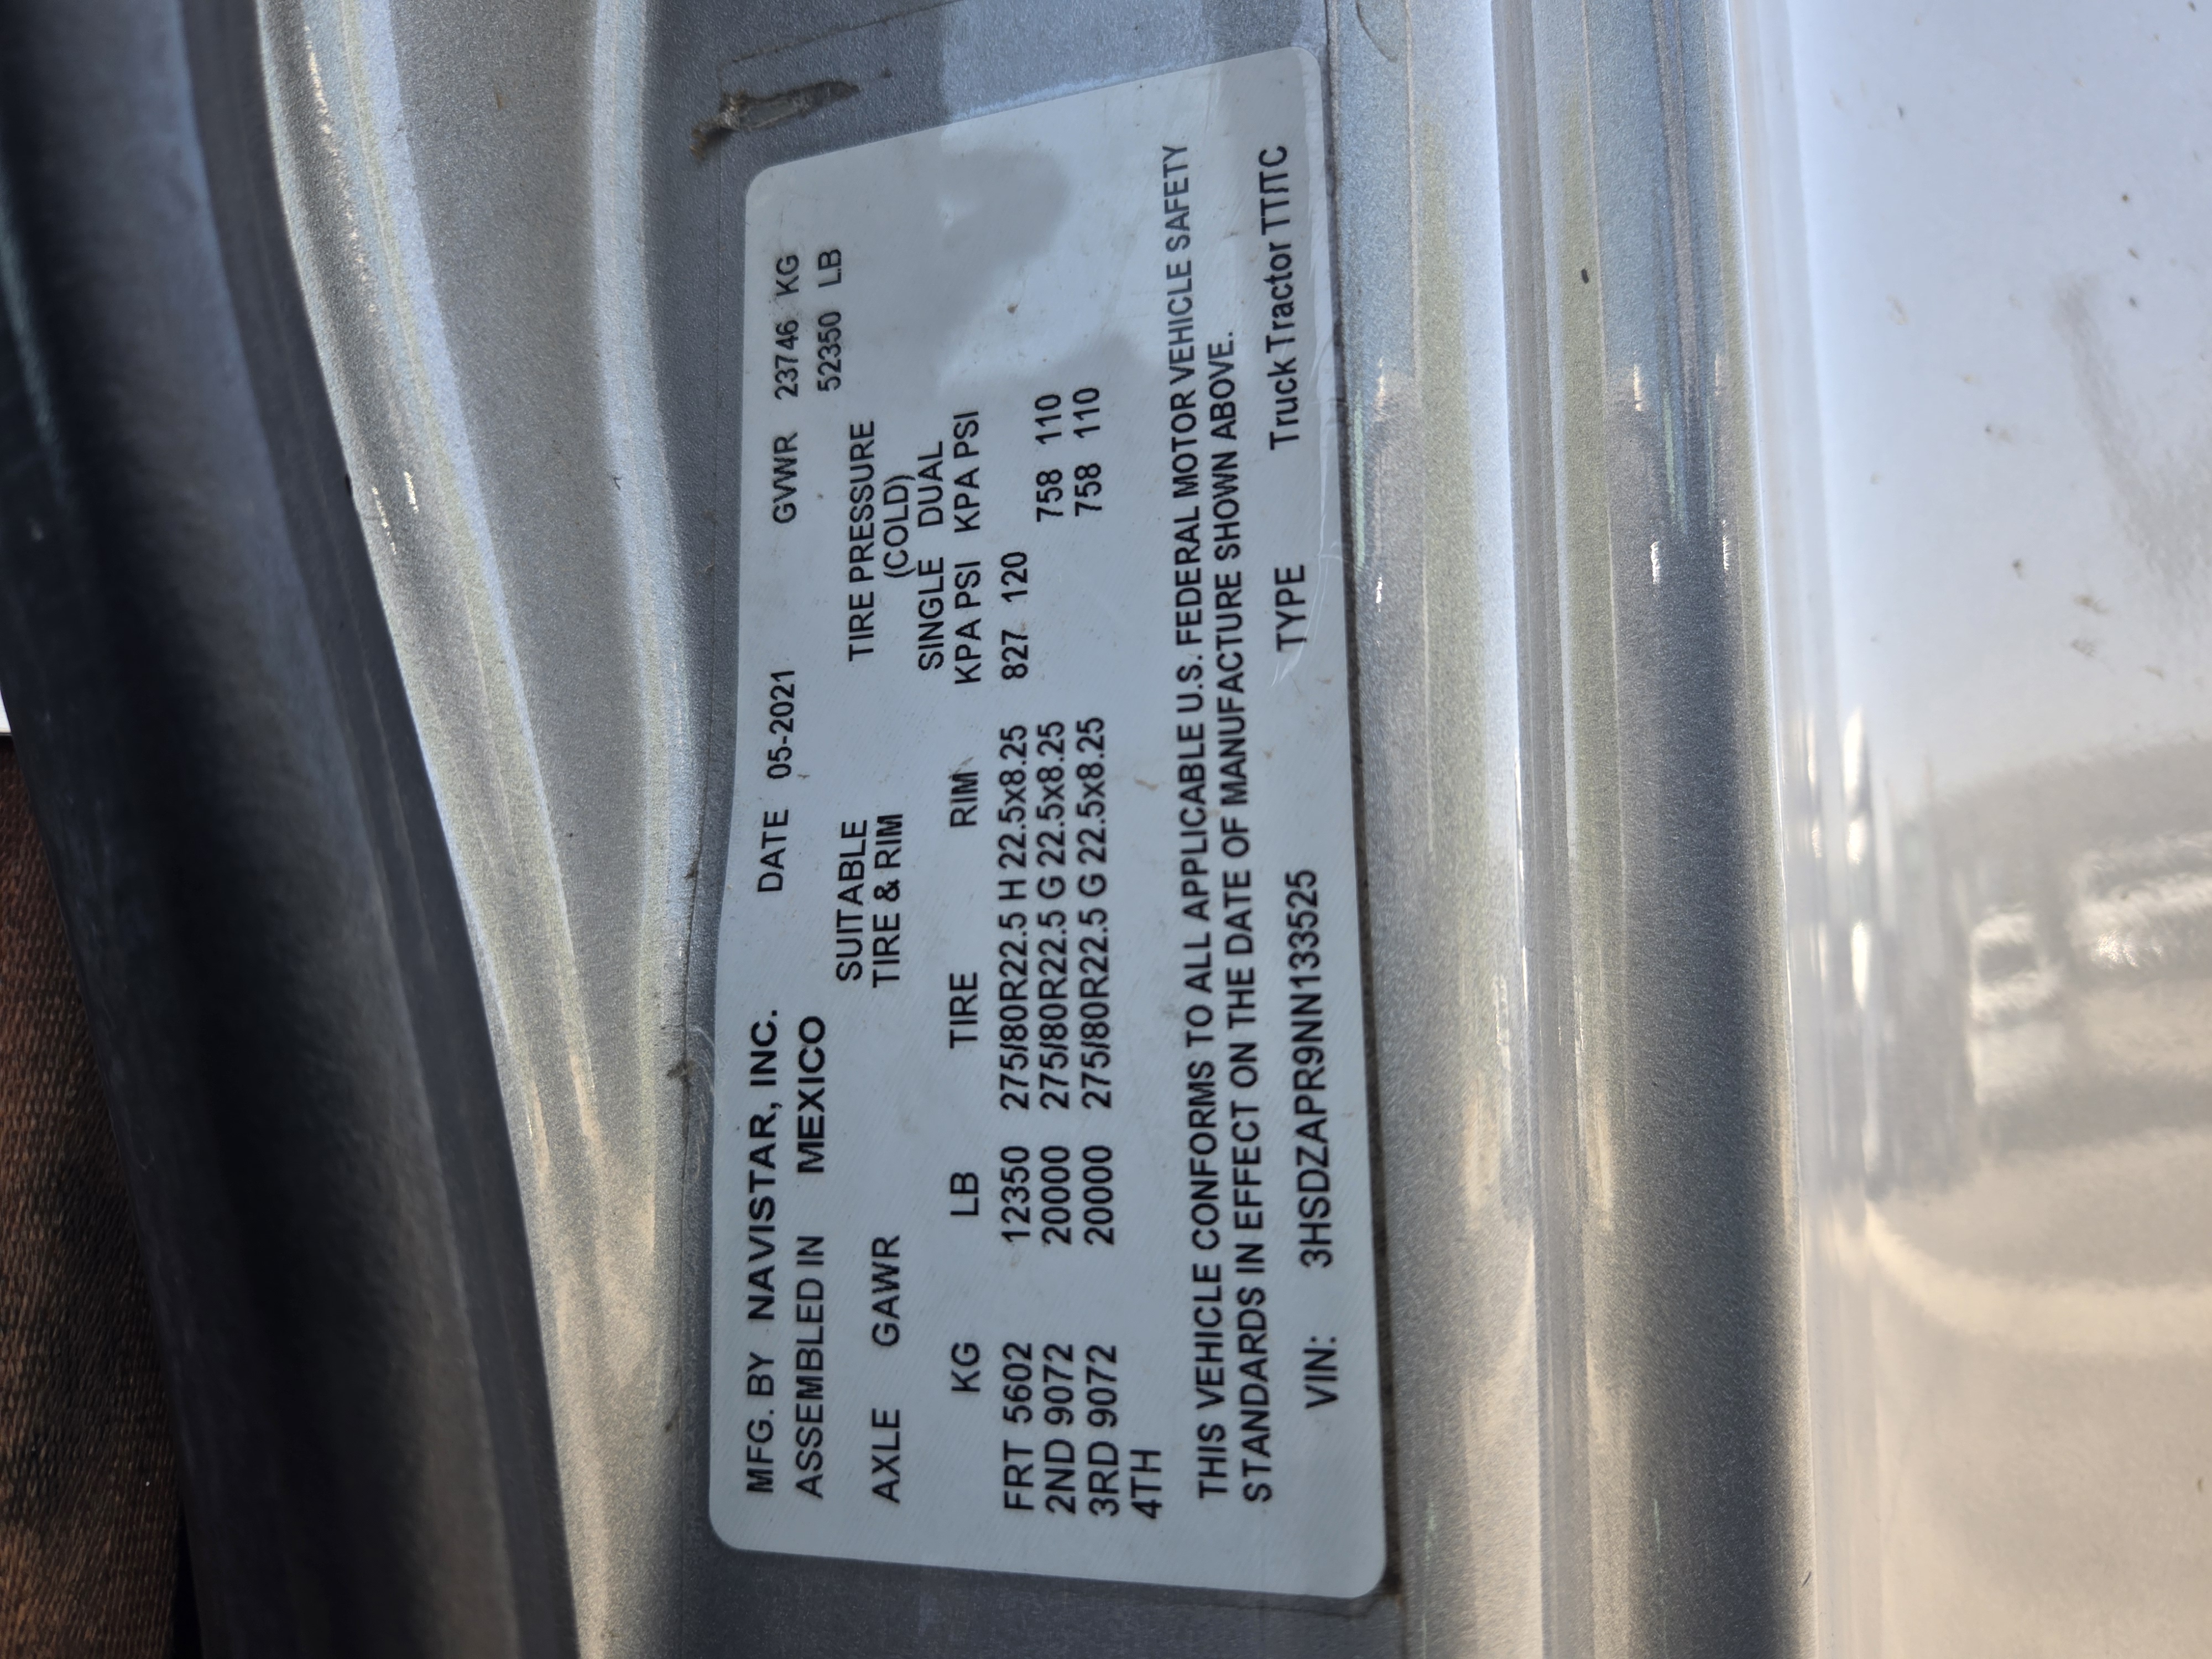 MFG. BY NAVISTAR, INC. DATE 05-2021 GVWR 23746 KG
ASSEMBLED IN MEXICO 52350 LB
SUITABLE TIRE PRESSURE
AXLE GAWR TIRE & RIM (COLD)
SINGLE DUAL
KG LB TIRE RIM KPA PSI KPA PSI
FRT 5602 12350 275/80R22.5 H 22.5x8.25 827 120
2ND 9072 20000 275/80R22.5 G 22.5x8.25 758 110
3RD 9072 20000 275/80R22.5 G 22.5x8.25 758 110
4TH
THIS VEHICLE CONFORMS TO ALL APPLICABLE U.S. FEDERAL MOTOR VEHICLE SAFETY
STANDARDS IN EFFECT ON THE DATE OF MANUFACTURE SHOWN ABOVE.
VIN: 3HSDZAPR9NN133525 TYPE Truck Tractor TT/TC